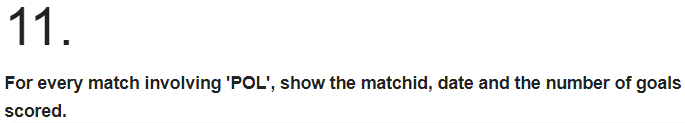 11.
For every match involving 'POL', show the matchid, date and the number of goals
scored.